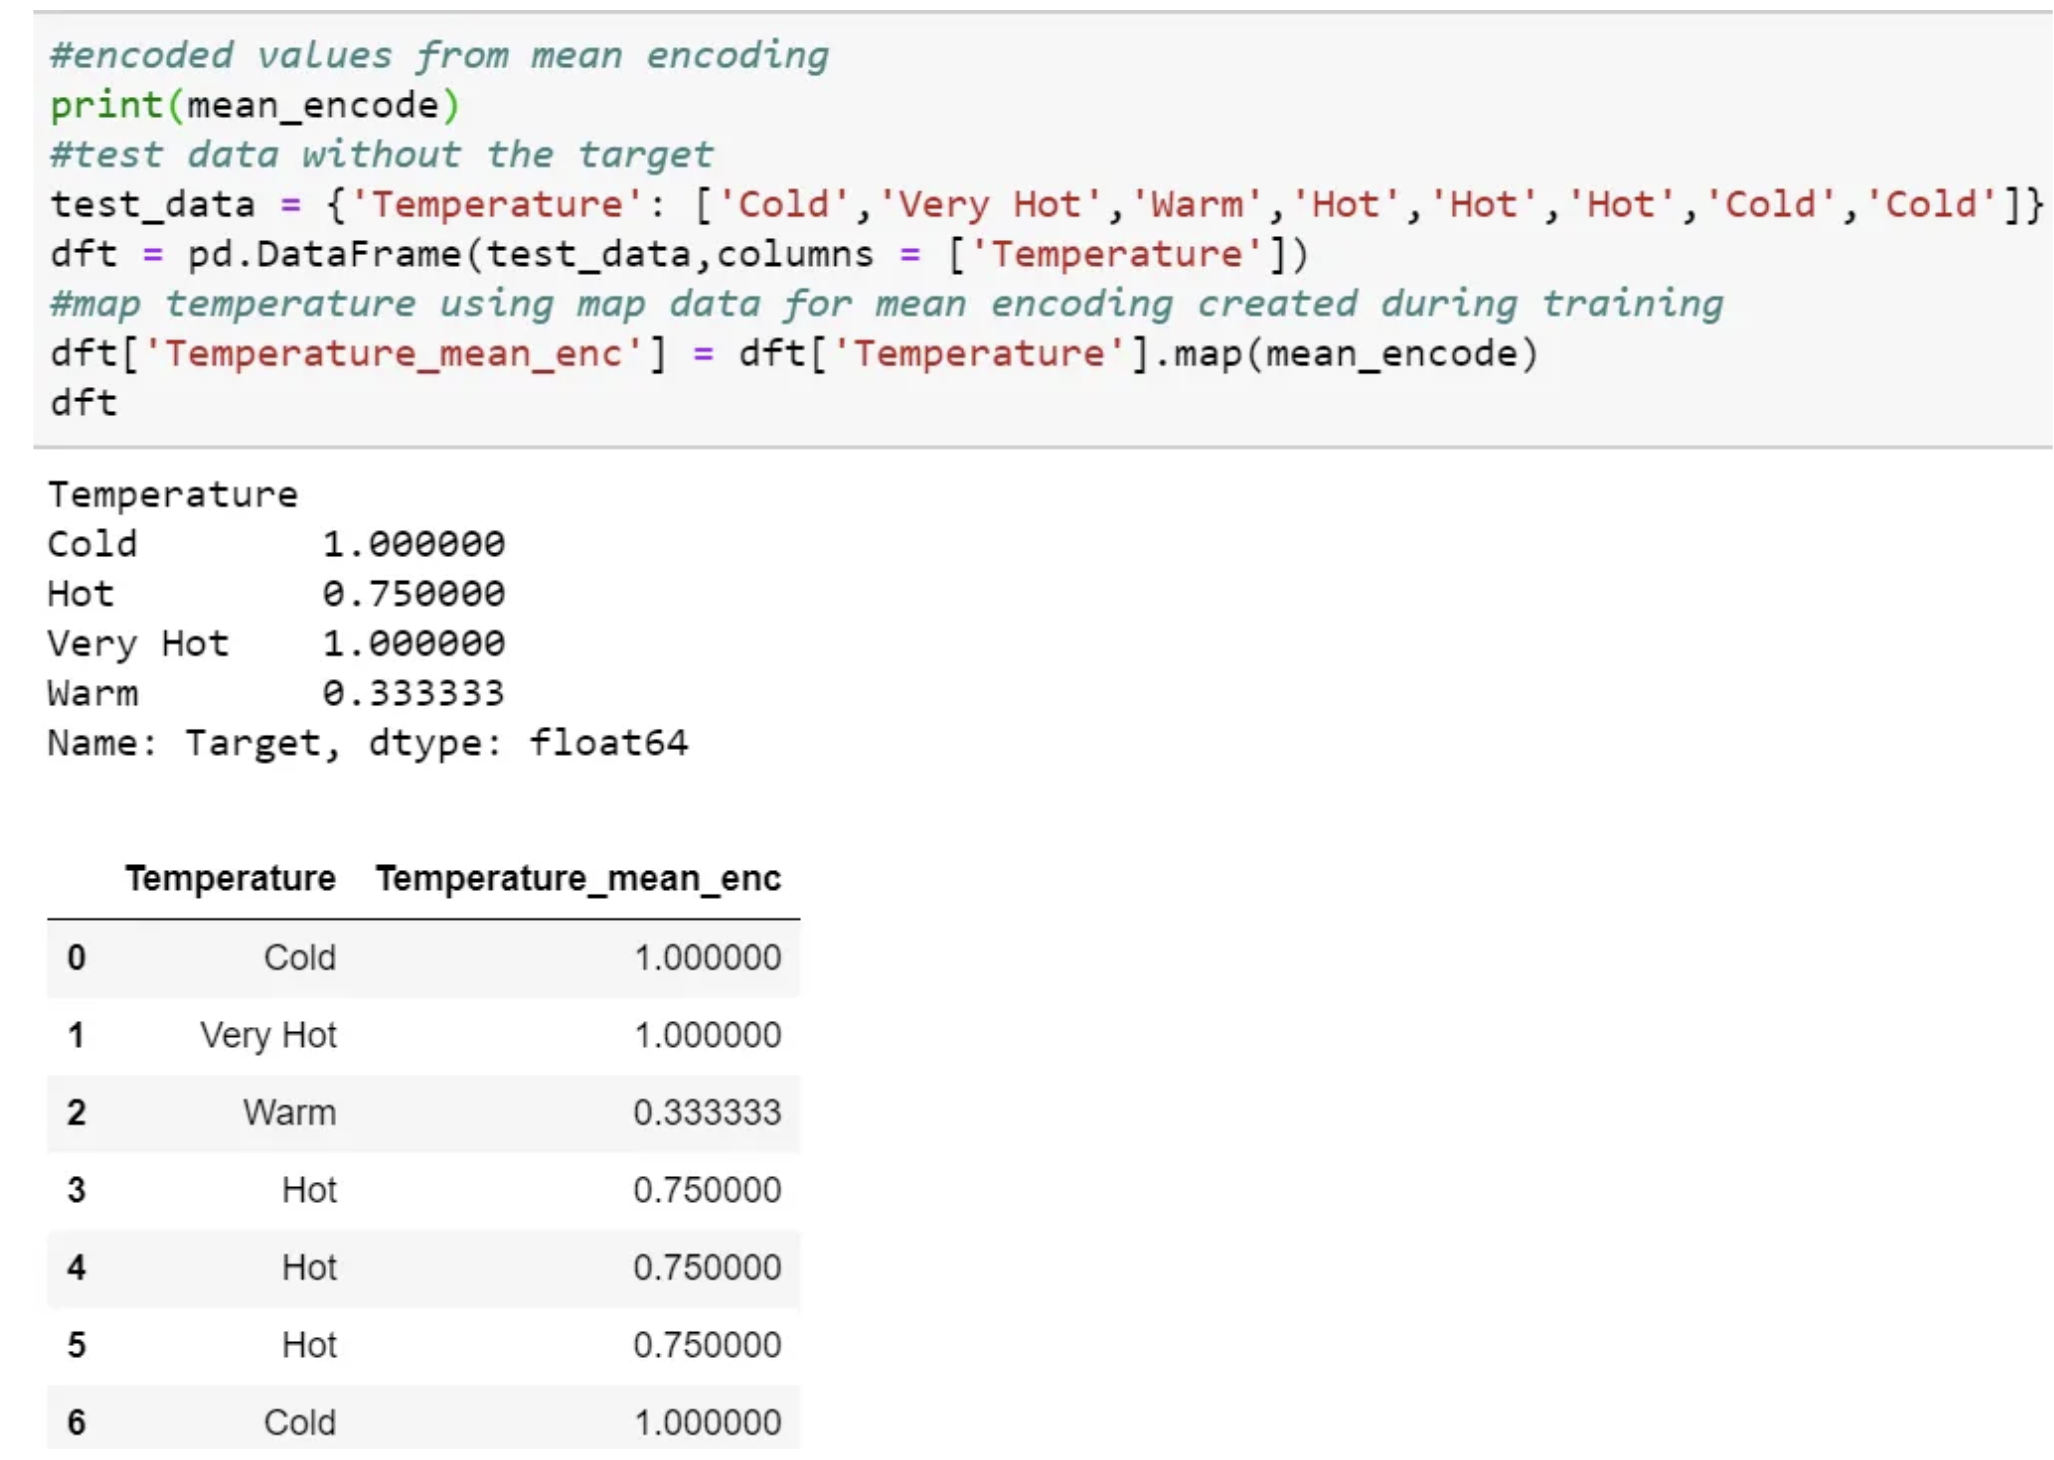 #encoded values from mean encoding
print(mean_encode)
#test data without the target
test_data = {'Temperature': ['Cold','Very Hot','Warm','Hot','Hot','Hot','Cold','Cold']}
dft = pd.DataFrame(test_data,columns = ['Temperature'])
#map temperature using map data for mean encoding created during training
dft['Temperature_mean_enc'] = dft['Temperature'].map(mean_encode)
dft
Temperature
Cold        1.000000
Hot         0.750000
Very Hot    1.000000
Warm        0.333333
Name: Target, dtype: float64
Temperature Temperature_mean_enc
0 Cold 1.000000
1 Very Hot 1.000000
2 Warm 0.333333
3 Hot 0.750000
4 Hot 0.750000
5 Hot 0.750000
6 Cold 1.000000